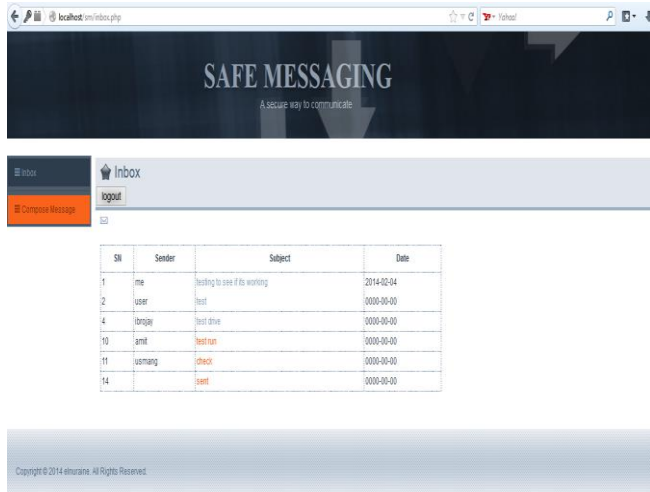 localhost/sm/inbox.php
Yahoo!
SAFE MESSAGING
A secure way to communicate
Inbox
Compose Message
Inbox
logout
SN Sender Subject Date
1 me testing to see if its working 2014-02-04
2 user test 0000-00-00
4 ibrojay test drive 0000-00-00
10 amit test run 0000-00-00
11 usmang check 0000-00-00
14 sent 0000-00-00
Copyright © 2014 elnuraine. All Rights Reserved.